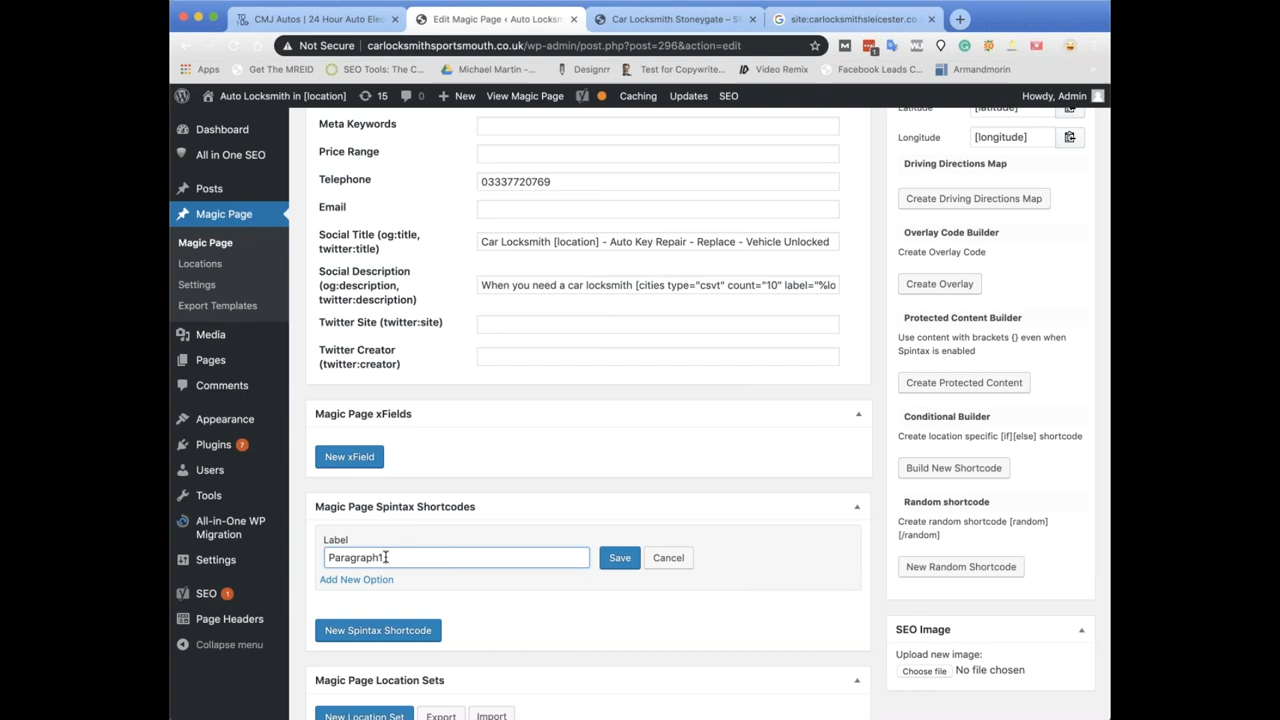 CMJ Autos | 24 Hour Auto Elec
Edit Magic Page ‹ Auto Locksm
Car Locksmith Stoneygate – St
site:carlocksmithsleicester.co
Not Secure
carlocksmithsportsmouth.co.uk/wp-admin/post.php?post=296&action=edit
Apps
Get The MREID
SEO Tools: The C...
Michael Martin –...
Designrr
Test for Copywrite...
Video Remix
Facebook Leads C...
Armandmorin
Auto Locksmith in [location]
15
0
New
View Magic Page
Caching
Updates
SEO
Howdy, Admin
Dashboard
All in One SEO
Posts
Magic Page
Magic Page
Locations
Settings
Export Templates
Media
Pages
Comments
Appearance
Plugins 7
Users
Tools
All-in-One WP
Migration
Settings
SEO 1
Page Headers
Collapse menu
Meta Keywords
Price Range
Telephone
03337720769
Email
Social Title (og:title,
twitter:title)
Car Locksmith [location] - Auto Key Repair - Replace - Vehicle Unlocked
Social Description
(og:description,
twitter:description)
When you need a car locksmith [cities type="csvt" count="10" label="%lo
Twitter Site (twitter:site)
Twitter Creator
(twitter:creator)
Magic Page xFields
New xField
Magic Page Spintax Shortcodes
Label
Paragraph1
Save
Cancel
Add New Option
New Spintax Shortcode
Magic Page Location Sets
New Location Set
Export
Import
Latitude
[latitude]
Longitude
[longitude]
Driving Directions Map
Create Driving Directions Map
Overlay Code Builder
Create Overlay Code
Create Overlay
Protected Content Builder
Use content with brackets {} even when
Spintax is enabled
Create Protected Content
Conditional Builder
Create location specific [if][else] shortcode
Build New Shortcode
Random shortcode
Create random shortcode [random]
[/random]
New Random Shortcode
SEO Image
Upload new image:
Choose file
No file chosen